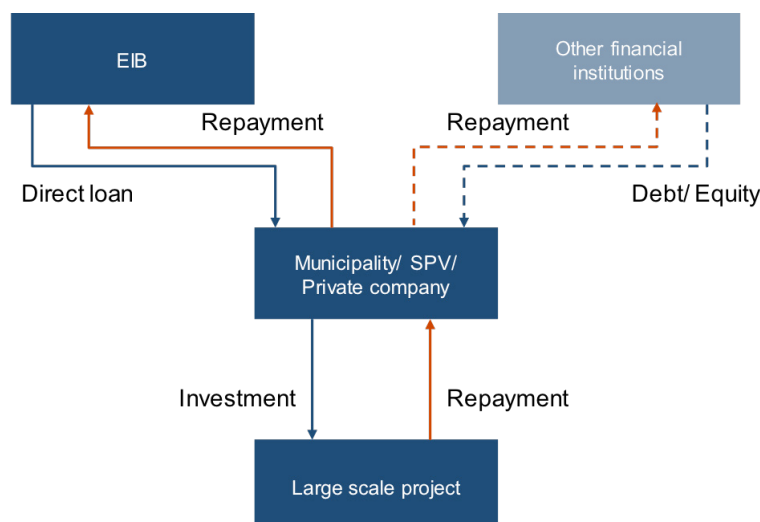 EIB
Other financial
institutions
Repayment
Repayment
Direct loan
Debt/ Equity
Municipality/ SPV/
Private company
Investment
Repayment
Large scale project